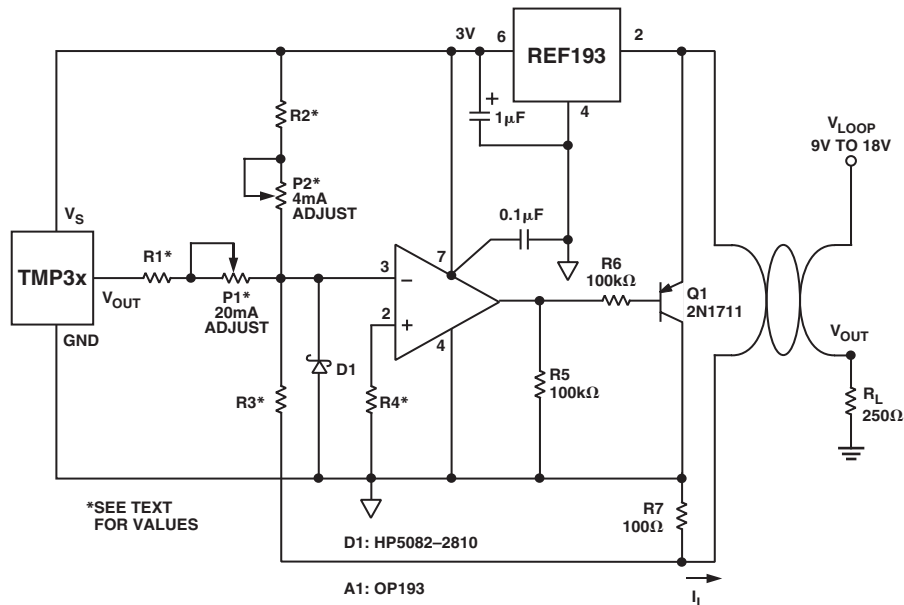 3V
6
REF193
2
4
R2*
+
1μF
V_LOOP
9V TO 18V
P2*
4mA
ADJUST
0.1μF
V_S
TMP3x
R1*
V_OUT
P1*
20mA
ADJUST
GND
3
−
7
2
+
4
R6
100kΩ
Q1
2N1711
V_OUT
D1
R3*
R4*
R5
100kΩ
R_L
250Ω
R7
100Ω
*SEE TEXT
FOR VALUES
D1: HP5082–2810
A1: OP193
I_L